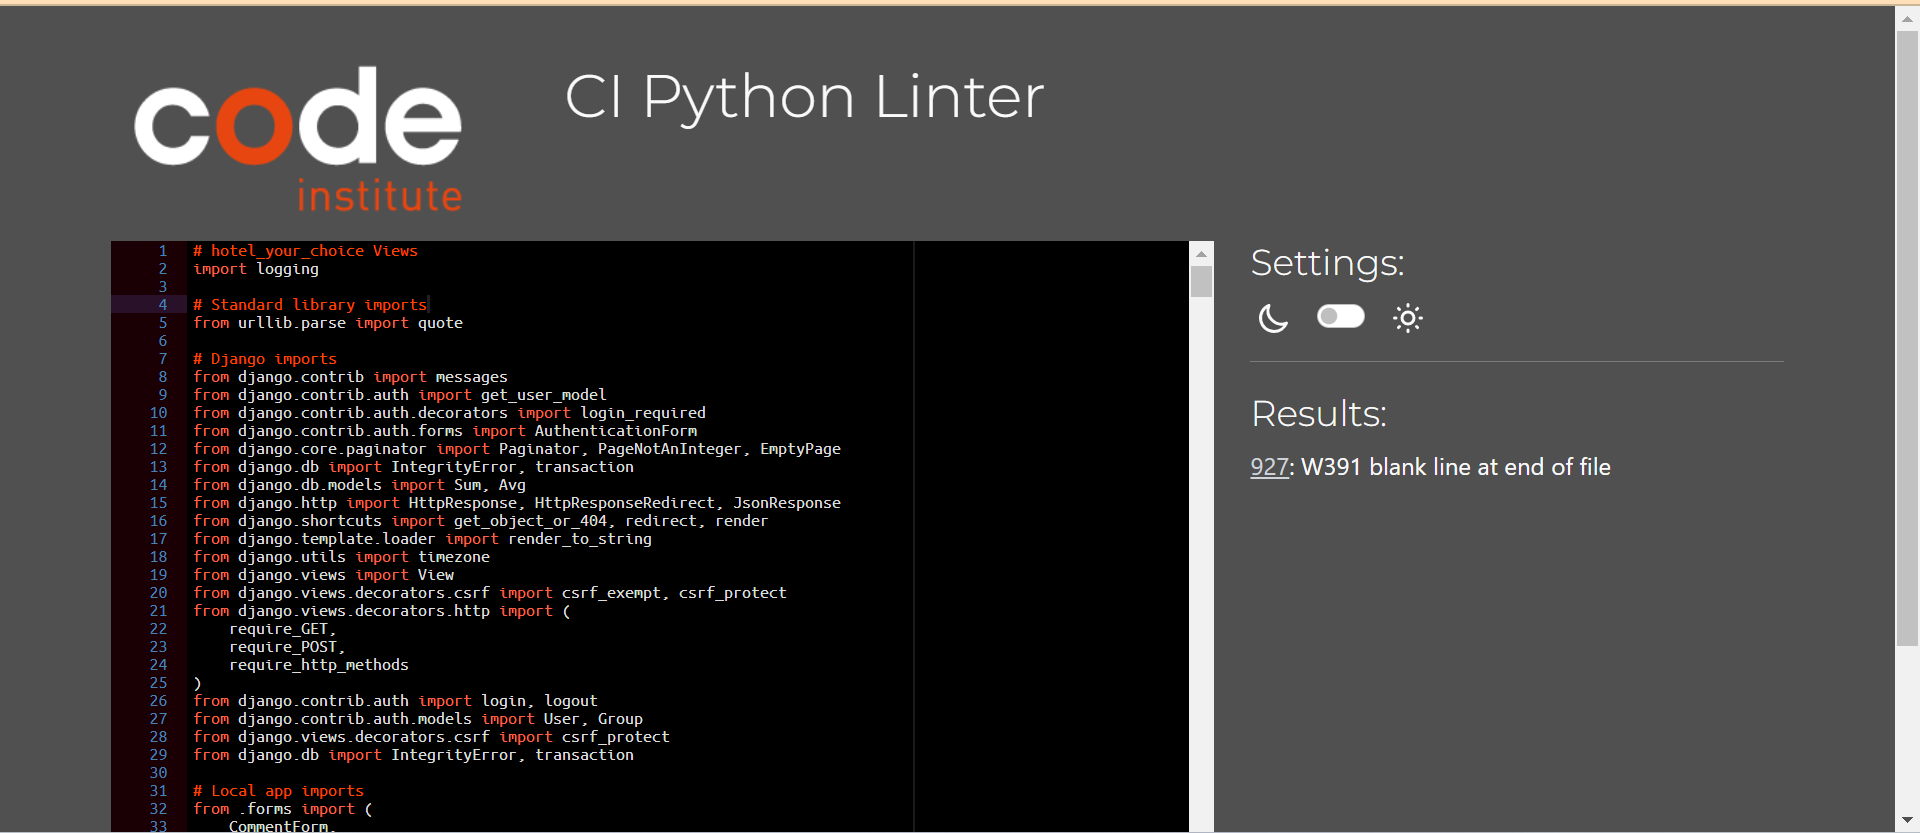 code
institute
CI Python Linter
1 # hotel_your_choice Views
2 import logging
3
4 # Standard library imports
5 from urllib.parse import quote
6
7 # Django imports
8 from django.contrib import messages
9 from django.contrib.auth import get_user_model
10 from django.contrib.auth.decorators import login_required
11 from django.contrib.auth.forms import AuthenticationForm
12 from django.core.paginator import Paginator, PageNotAnInteger, EmptyPage
13 from django.db import IntegrityError, transaction
14 from django.db.models import Sum, Avg
15 from django.http import HttpResponse, HttpResponseRedirect, JsonResponse
16 from django.shortcuts import get_object_or_404, redirect, render
17 from django.template.loader import render_to_string
18 from django.utils import timezone
19 from django.views import View
20 from django.views.decorators.csrf import csrf_exempt, csrf_protect
21 from django.views.decorators.http import (
22     require_GET,
23     require_POST,
24     require_http_methods
25 )
26 from django.contrib.auth import login, logout
27 from django.contrib.auth.models import User, Group
28 from django.views.decorators.csrf import csrf_protect
29 from django.db import IntegrityError, transaction
30
31 # Local app imports
32 from .forms import (
33     CommentForm,
Settings:
Results:
927: W391 blank line at end of file